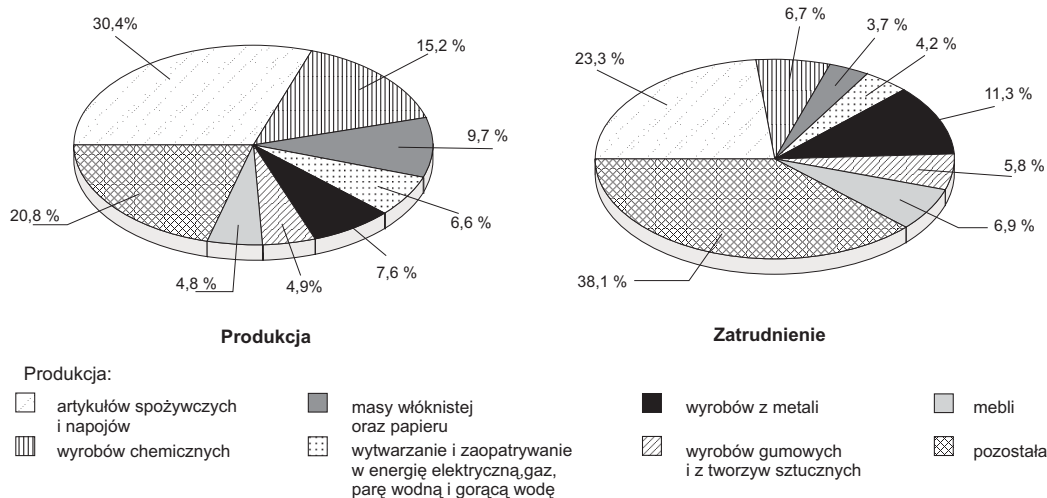 30,4%
15,2 %
9,7 %
6,6 %
7,6 %
4,9%
4,8 %
20,8 %
Produkcja
23,3 %
6,7 %
3,7 %
4,2 %
11,3 %
5,8 %
6,9 %
38,1 %
Zatrudnienie
Produkcja:
artykułów spożywczych
i napojów
wyrobów chemicznych
masy włóknistej
oraz papieru
wytwarzanie i zaopatrywanie
w energię elektryczną,gaz,
parę wodną i gorącą wodę
wyrobów z metali
wyrobów gumowych
i z tworzyw sztucznych
mebli
pozostała